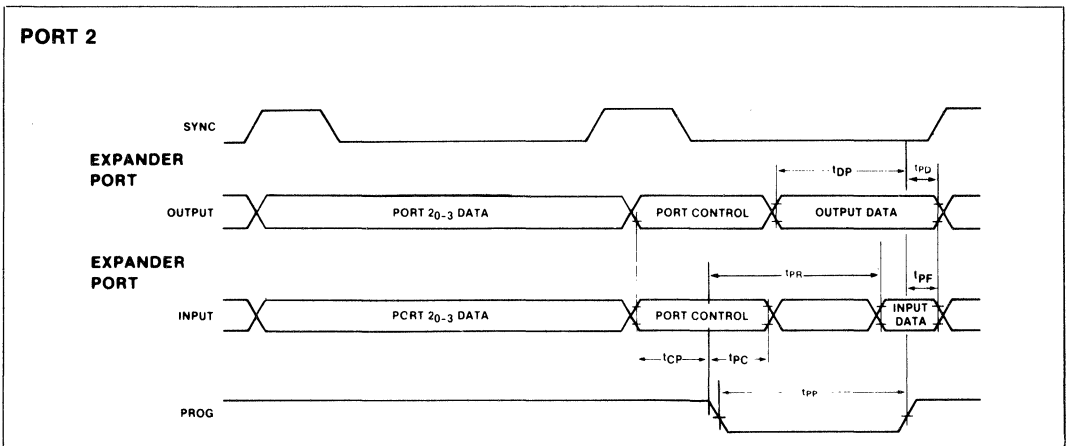 PORT 2
SYNC
EXPANDER
PORT
tDP
tPD
OUTPUT
PORT 20-3 DATA
PORT CONTROL
OUTPUT DATA
EXPANDER
PORT
tPR
tPF
INPUT
PCRT 20-3 DATA
PORT CONTROL
INPUT
DATA
tCP
tPC
tPP
PROG